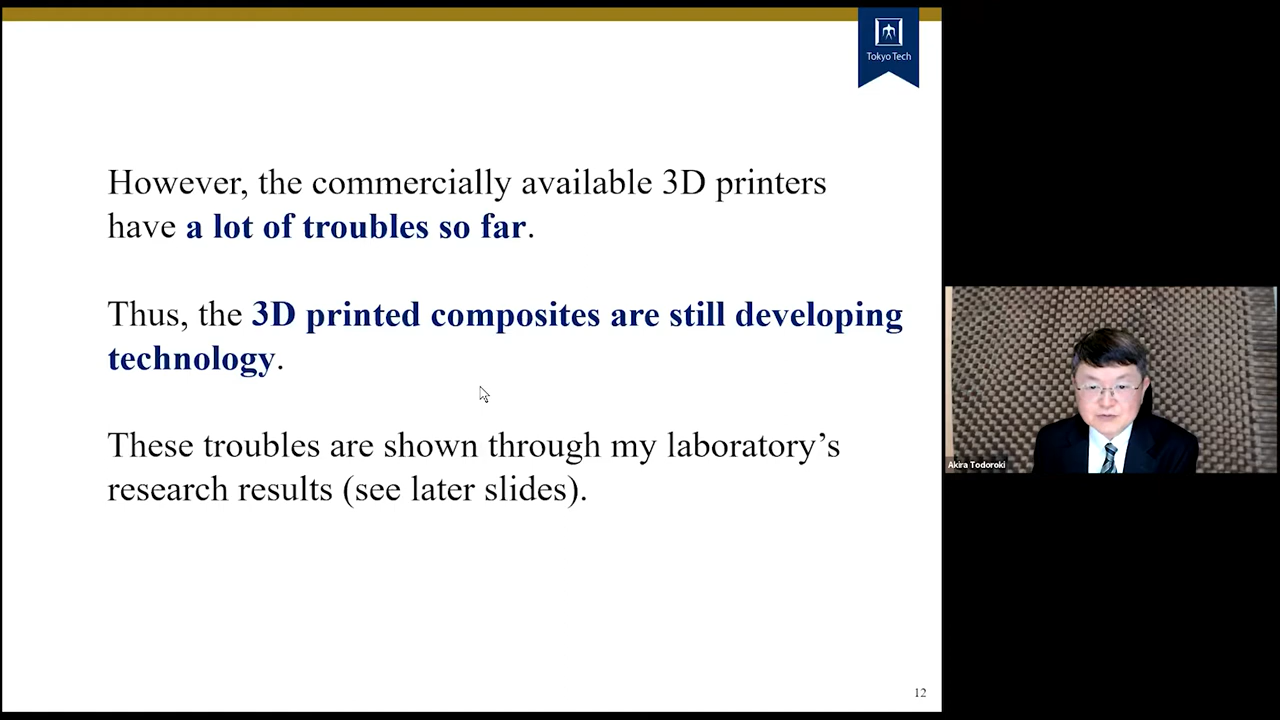 Tokyo Tech
However, the commercially available 3D printers
have a lot of troubles so far.
Thus, the 3D printed composites are still developing
technology.
These troubles are shown through my laboratory’s
research results (see later slides).
Akira Todoroki
12